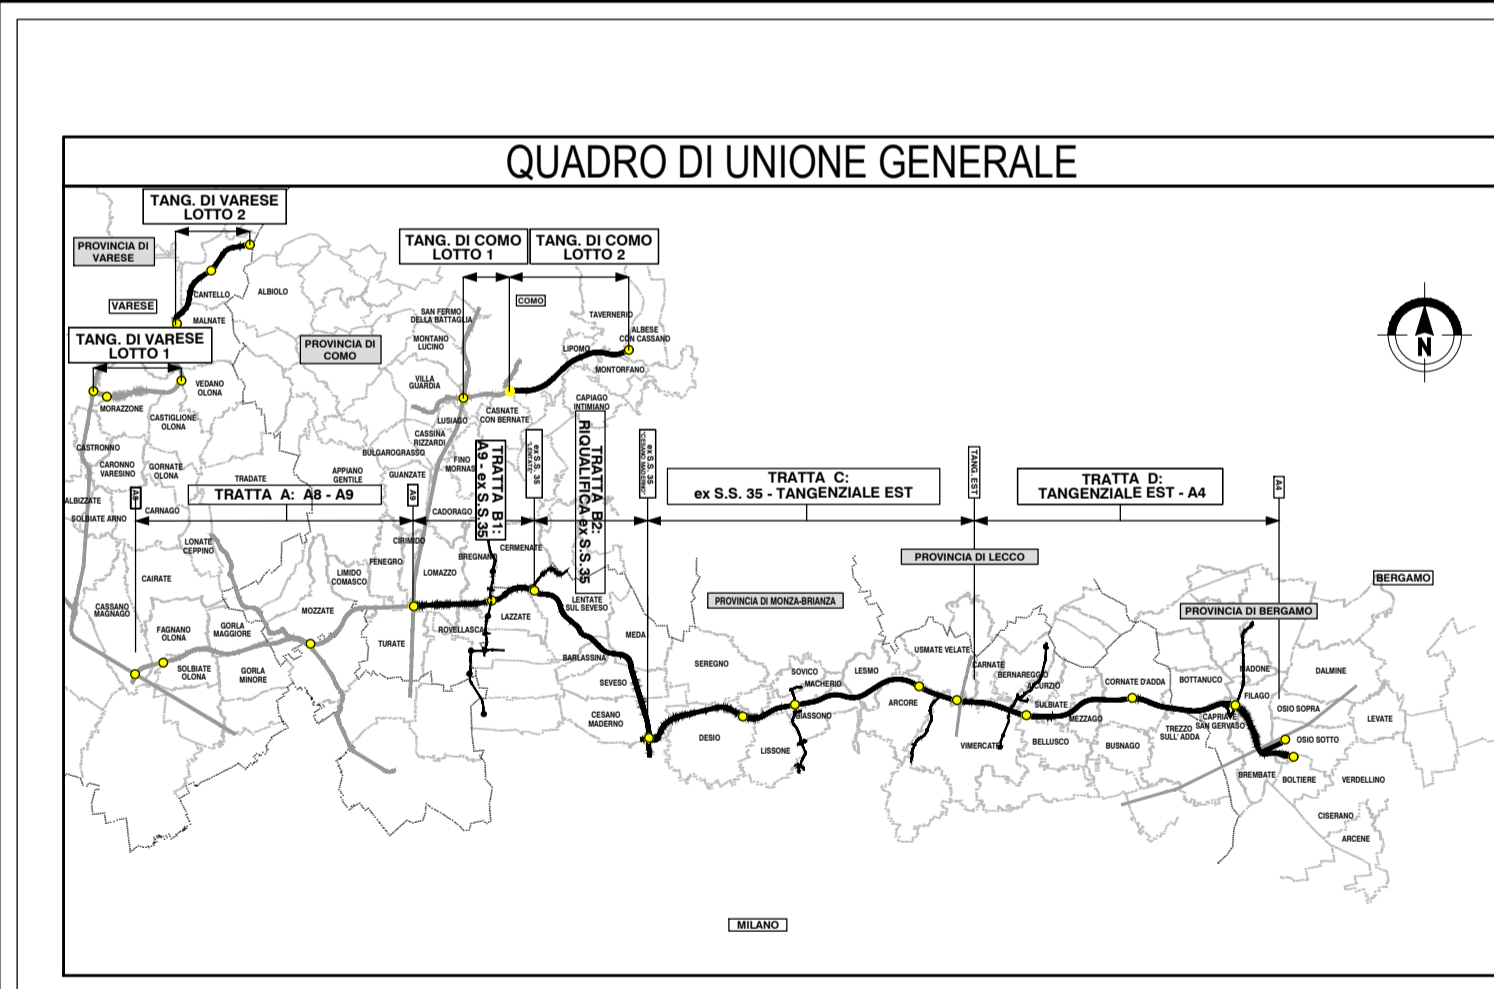 QUADRO DI UNIONE GENERALE
TANG. DI VARESE
LOTTO 2
PROVINCIA DI
VARESE
VARESE
CANTELLO
ALBIOLO
MALNATE
TANG. DI VARESE
LOTTO 1
PROVINCIA DI
COMO
TANG. DI COMO
LOTTO 1
TANG. DI COMO
LOTTO 2
COMO
SAN FERMO
DELLA BATTAGLIA
MONTANO
LUCINO
VILLA
GUARDIA
TAVERNERIO
ALBESE
CON CASSANO
LIPOMO
MONTORFANO
CAPIAGO
INTIMIANO
CASNATE
CON BERNATE
LUSIAGO
CASSINA
RIZZARDI
BULGAROGRASSO
FINO
MORNAS
GUANZATE
APPIANO
GENTILE
VEDANO
OLONA
MORAZZONE
CASTIGLIONE
OLONA
CASTRONNO
CARONNO
VARESINO
GORNATE
OLONA
TRADATE
ALBIZZATE
SOLBIATE ARNO
CARNAGO
A8
TRATTA A: A8 - A9
A9
CADORAGO
TRATTA B1:
A9 - ex S.S.35
ex S.S. 35
"LENTATE"
TRATTA B2:
RIQUALIFICA ex S.S.35
ex S.S. 35
"CESANO MADERNO"
TRATTA C:
ex S.S. 35 - TANGENZIALE EST
TANG. EST
TRATTA D:
TANGENZIALE EST - A4
A4
N
LONATE
CEPPINO
CIRIMIDO
FENEGRO
LIMIDO
COMASCO
LOMAZZO
BREGNANO
CERMENATE
CAIRATE
CASSANO
MAGNAGO
MOZZATE
FAGNANO
OLONA
GORLA
MAGGIORE
SOLBIATE
OLONA
GORLA
MINORE
TURATE
ROVELLASCA
LAZZATE
LENTATE
SUL SEVESO
MEDA
BARLASSINA
SEVESO
CESANO
MADERNO
PROVINCIA DI MONZA-BRIANZA
SEREGNO
DESIO
SOVICO
MACHERIO
BIASSONO
LISSONE
LESMO
ARCORE
USMATE VELATE
PROVINCIA DI LECCO
CARNATE
BERNAREGGIO
AICURZIO
SULBIATE
VIMERCATE
MEZZAGO
BELLUSCO
CORNATE D'ADDA
BUSNAGO
BOTTANUCO
TREZZO
SULL' ADDA
BERGAMO
PROVINCIA DI BERGAMO
MADONE
FILAGO
CAPRIATE
SAN GERVASO
DALMINE
OSIO SOPRA
LEVATE
OSIO SOTTO
BREMBATE
BOLTIERE
VERDELLINO
CISERANO
ARCENE
MILANO